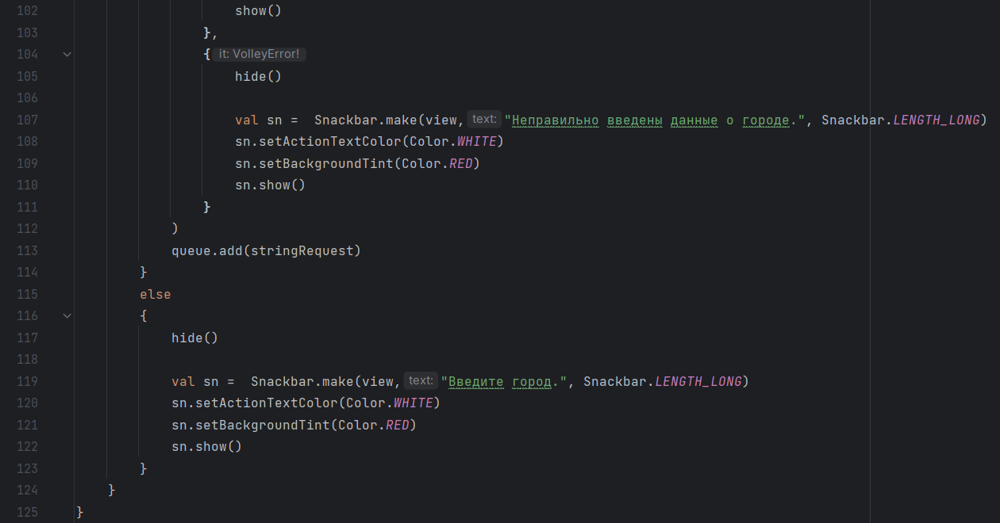 102 show()
103 },
104 { it: VolleyError!
105 hide()
106
107 val sn =  Snackbar.make(view, text: "Неправильно введены данные о городе.", Snackbar.LENGTH_LONG)
108 sn.setActionTextColor(Color.WHITE)
109 sn.setBackgroundTint(Color.RED)
110 sn.show()
111 }
112 )
113 queue.add(stringRequest)
114 }
115 else
116 {
117 hide()
118
119 val sn =  Snackbar.make(view, text: "Введите город.", Snackbar.LENGTH_LONG)
120 sn.setActionTextColor(Color.WHITE)
121 sn.setBackgroundTint(Color.RED)
122 sn.show()
123 }
124 }
125 }